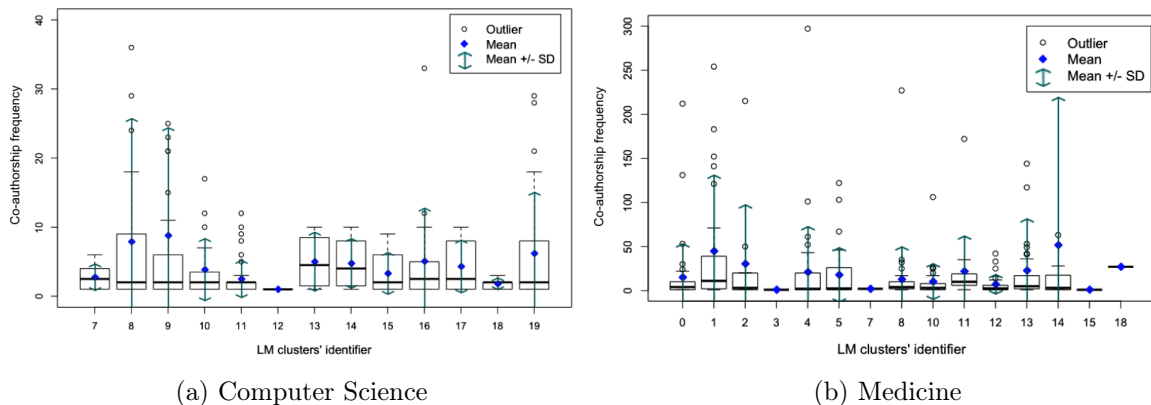 40
30
20
10
0
Co-authorship frequency
Outlier
Mean
Mean +/- SD
7 8 9 10 11 12 13 14 15 16 17 18 19
LM clusters' identifier
(a) Computer Science
300
250
200
150
100
50
0
Co-authorship frequency
Outlier
Mean
Mean +/- SD
0 1 2 3 4 5 7 8 10 11 12 13 14 15 18
LM clusters' identifier
(b) Medicine